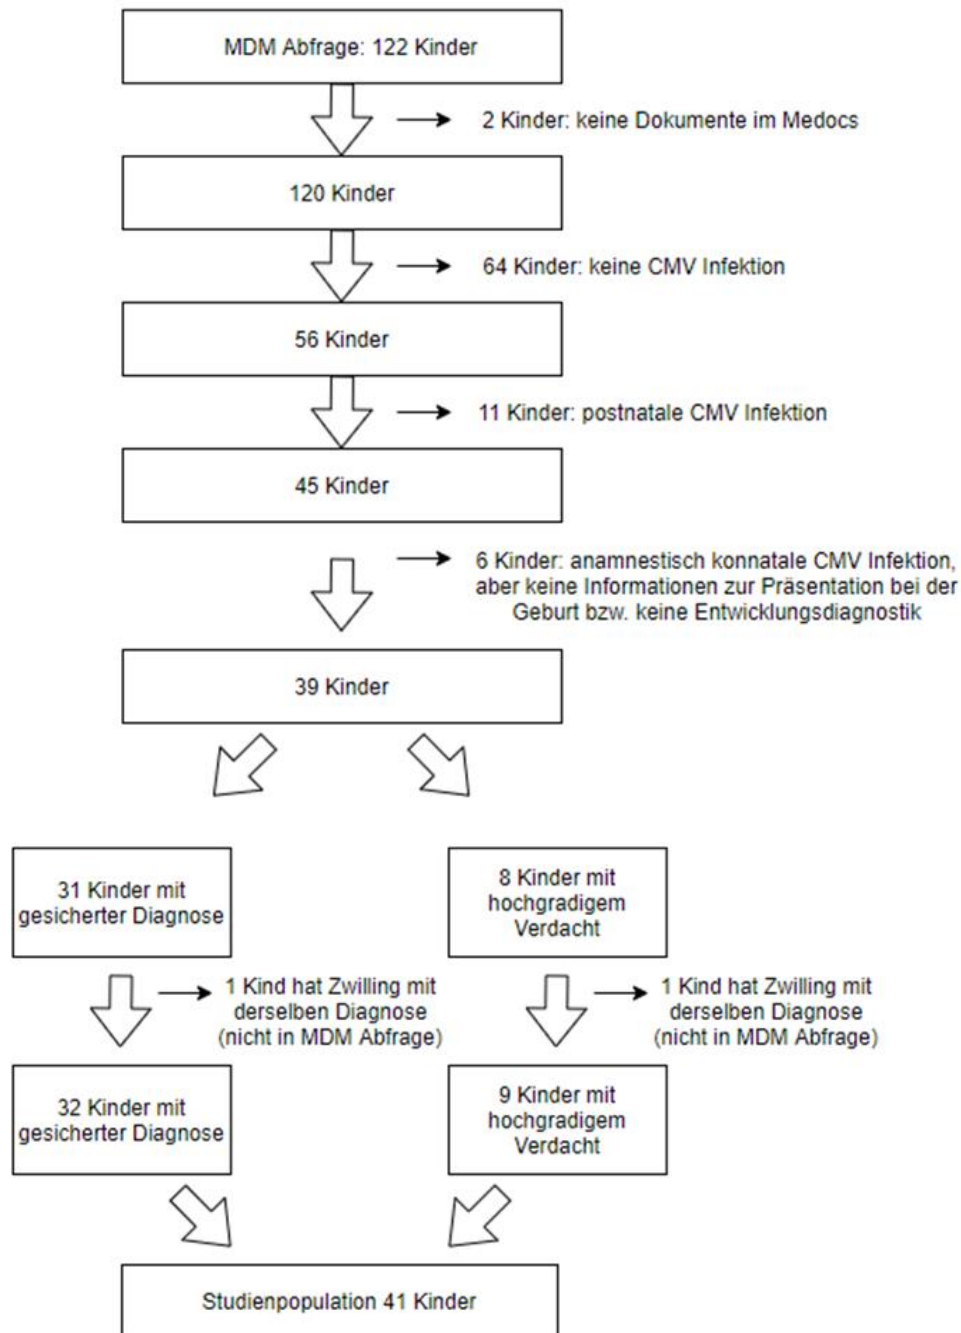 MDM Abfrage: 122 Kinder
2 Kinder: keine Dokumente im Medocs
120 Kinder
64 Kinder: keine CMV Infektion
56 Kinder
11 Kinder: postnatale CMV Infektion
45 Kinder
6 Kinder: anamnestisch konnatale CMV Infektion,
aber keine Informationen zur Präsentation bei der
Geburt bzw. keine Entwicklungsdiagnostik
39 Kinder
31 Kinder mit
gesicherter Diagnose
8 Kinder mit
hochgradigem
Verdacht
1 Kind hat Zwilling mit
derselben Diagnose
(nicht in MDM Abfrage)
1 Kind hat Zwilling mit
derselben Diagnose
(nicht in MDM Abfrage)
32 Kinder mit
gesicherter Diagnose
9 Kinder mit
hochgradigem
Verdacht
Studienpopulation 41 Kinder